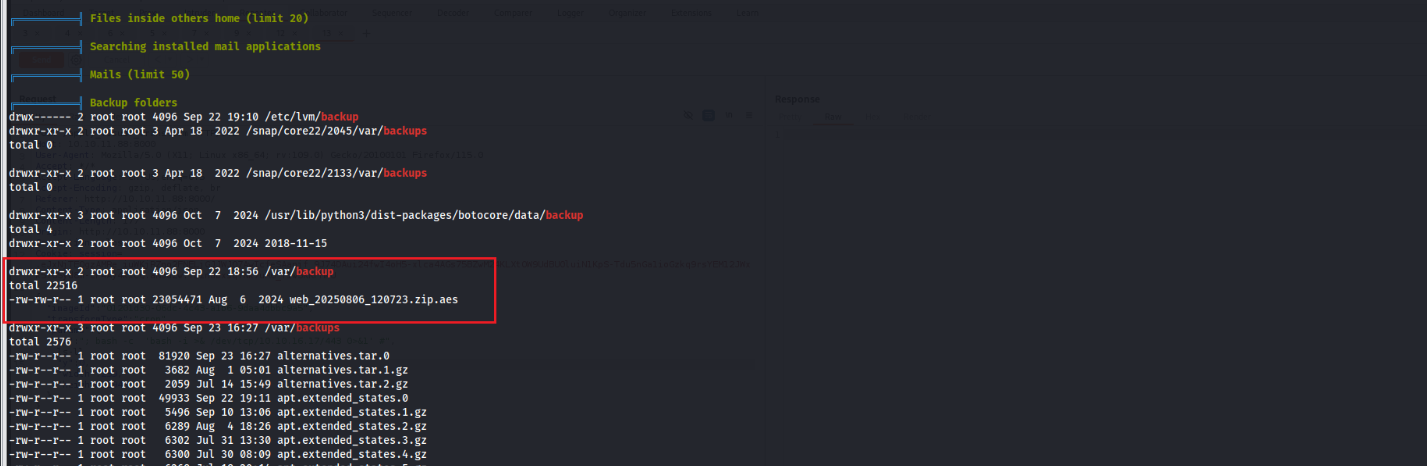 Files inside others home (limit 20)
Searching installed mail applications
Mails (limit 50)
Backup folders
drwx------ 2 root root 4096 Sep 22 19:10 /etc/lvm/backup
drwxr-xr-x 2 root root 3 Apr 18  2022 /snap/core22/2045/var/backups
total 0
drwxr-xr-x 2 root root 3 Apr 18  2022 /snap/core22/2133/var/backups
total 0
drwxr-xr-x 3 root root 4096 Oct  7  2024 /usr/lib/python3/dist-packages/botocore/data/backup
total 4
drwxr-xr-x 2 root root 4096 Oct  7  2024 2018-11-15
drwxr-xr-x 2 root root 4096 Sep 22 18:56 /var/backup
total 22516
-rw-rw-r-- 1 root root 23054471 Aug  6  2024 web_20250806_120723.zip.aes
drwxr-xr-x 3 root root 4096 Sep 23 16:27 /var/backups
total 2576
-rw-r--r-- 1 root root  81920 Sep 23 16:27 alternatives.tar.0
-rw-r--r-- 1 root root   3682 Aug  1 05:01 alternatives.tar.1.gz
-rw-r--r-- 1 root root   2059 Jul 14 15:49 alternatives.tar.2.gz
-rw-r--r-- 1 root root  49933 Sep 22 19:11 apt.extended_states.0
-rw-r--r-- 1 root root   5496 Sep 10 13:06 apt.extended_states.1.gz
-rw-r--r-- 1 root root   6289 Aug  4 18:26 apt.extended_states.2.gz
-rw-r--r-- 1 root root   6302 Jul 31 13:30 apt.extended_states.3.gz
-rw-r--r-- 1 root root   6300 Jul 30 08:09 apt.extended_states.4.gz
Response